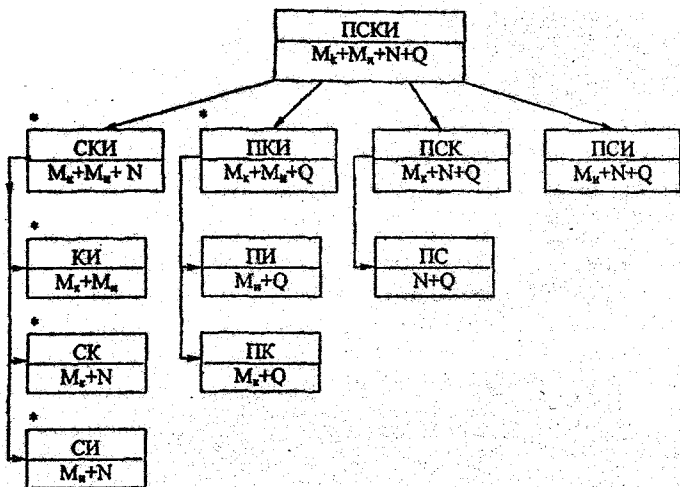 ПСКИ
Mk+Mи+N+Q
* *
СКИ ПКИ ПСК ПСИ
Mк+Mи+ N Mк+Mи+Q Mк+N+Q Mи+N+Q
*
КИ ПИ ПС
Mк+Mи Mи+Q N+Q
*
СК ПК
Mк+N Mк+Q
*
СИ
Mи+N